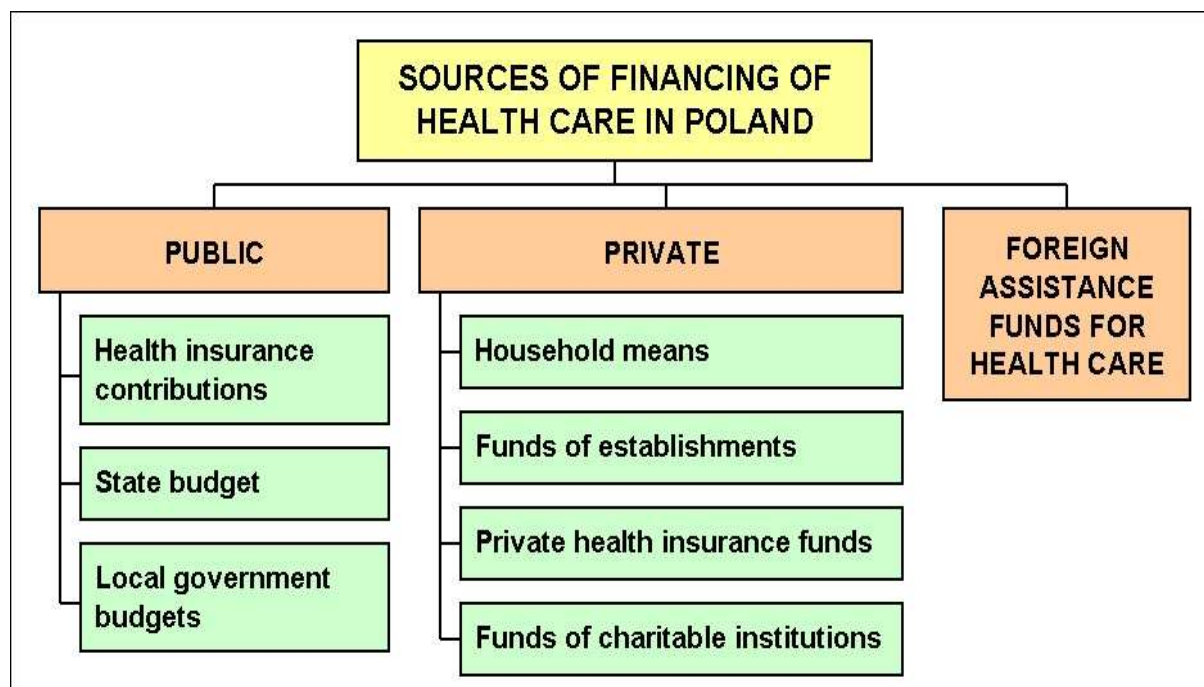 SOURCES OF FINANCING OF
HEALTH CARE IN POLAND
PUBLIC
Health insurance
contributions
State budget
Local government
budgets
PRIVATE
Household means
Funds of establishments
Private health insurance funds
Funds of charitable institutions
FOREIGN
ASSISTANCE
FUNDS FOR
HEALTH CARE